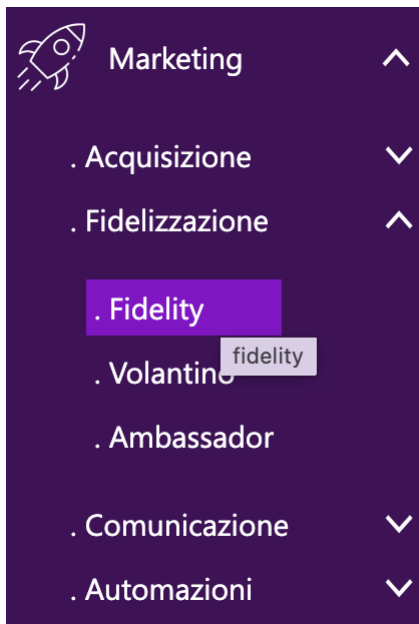 Marketing
. Acquisizione
. Fidelizzazione
. Fidelity
fidelity
. Volantino
. Ambassador
. Comunicazione
. Automazioni